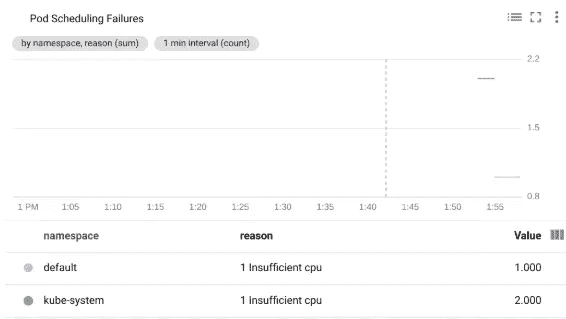 Pod Scheduling Failures
by namespace, reason (sum) 1 min interval (count)
2.2
1.5
0.8
1 PM 1:05 1:10 1:15 1:20 1:25 1:30 1:35 1:40 1:45 1:50 1:55
namespace reason Value
default 1 Insufficient cpu 1.000
kube-system 1 Insufficient cpu 2.000